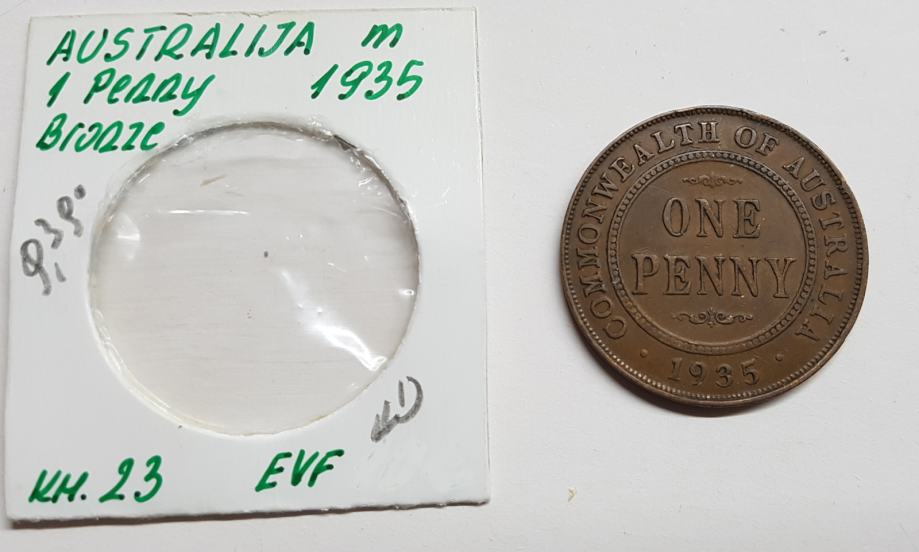 AUSTRALIJA m
1 Penny 1935
Bronze
KM. 23 EVF
COMMONWEALTH OF AUSTRALIA
ONE
PENNY
· 1935 ·